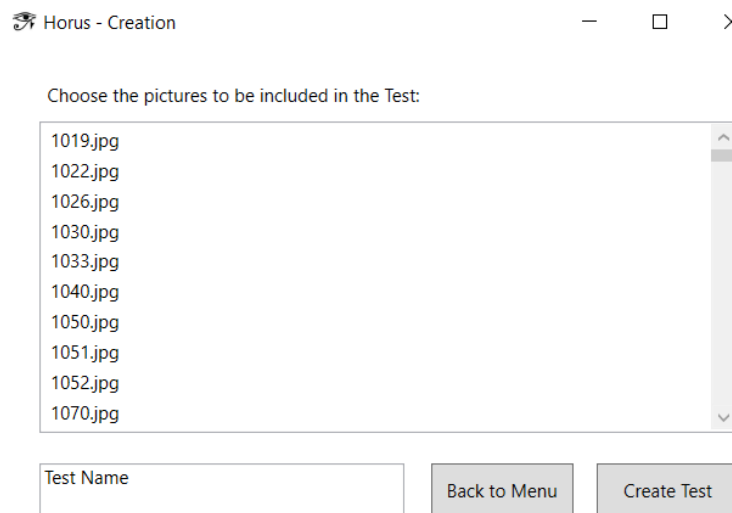 Horus - Creation
Choose the pictures to be included in the Test:
1019.jpg
1022.jpg
1026.jpg
1030.jpg
1033.jpg
1040.jpg
1050.jpg
1051.jpg
1052.jpg
1070.jpg
Test Name
Back to Menu
Create Test